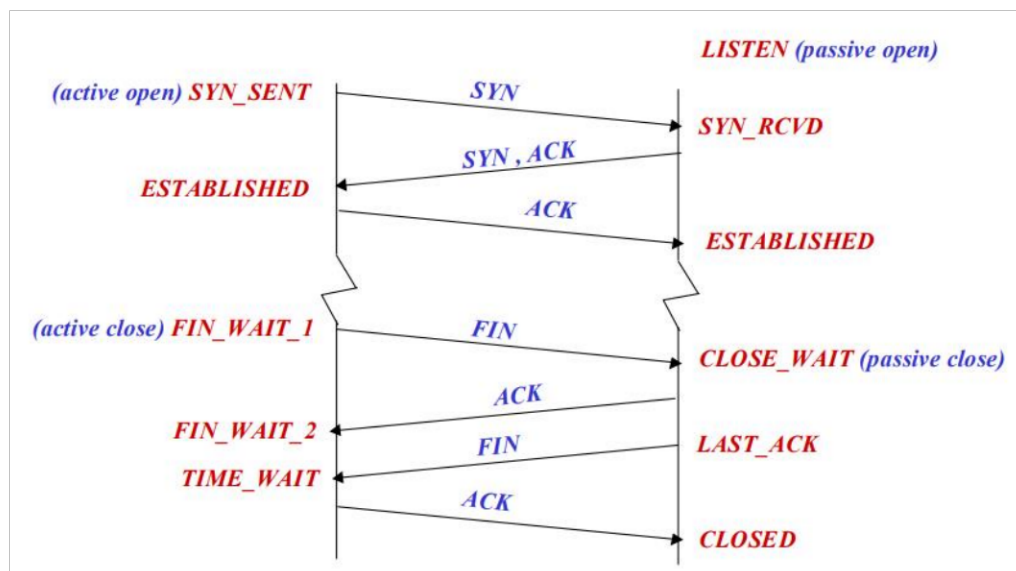 LISTEN (passive open)
(active open) SYN_SENT
SYN
SYN_RCVD
SYN , ACK
ESTABLISHED
ACK
ESTABLISHED
(active close) FIN_WAIT_1
FIN
CLOSE_WAIT (passive close)
ACK
FIN_WAIT_2
FIN
LAST_ACK
TIME_WAIT
ACK
CLOSED